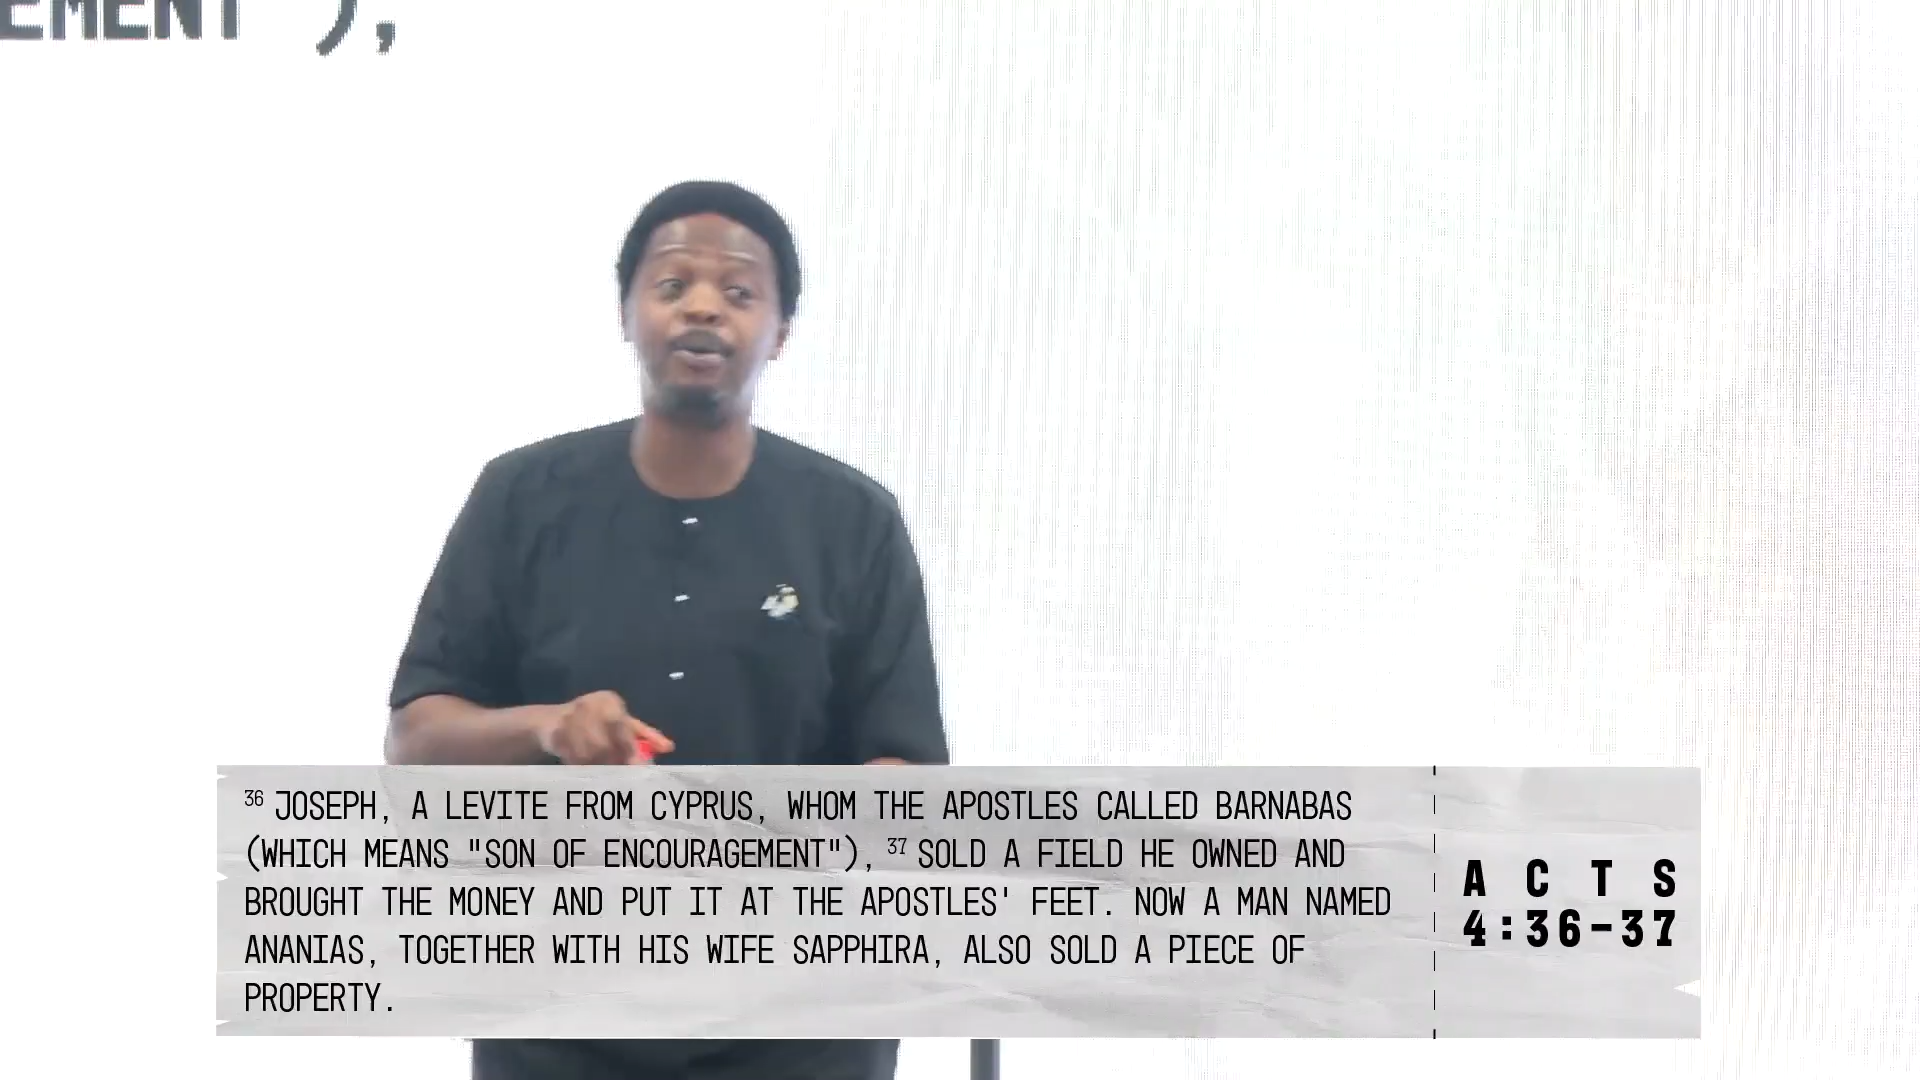 EMENT"),
36 JOSEPH, A LEVITE FROM CYPRUS, WHOM THE APOSTLES CALLED BARNABAS
(WHICH MEANS "SON OF ENCOURAGEMENT"), 37 SOLD A FIELD HE OWNED AND
BROUGHT THE MONEY AND PUT IT AT THE APOSTLES' FEET. NOW A MAN NAMED
ANANIAS, TOGETHER WITH HIS WIFE SAPPHIRA, ALSO SOLD A PIECE OF
PROPERTY.
ACTS
4:36-37